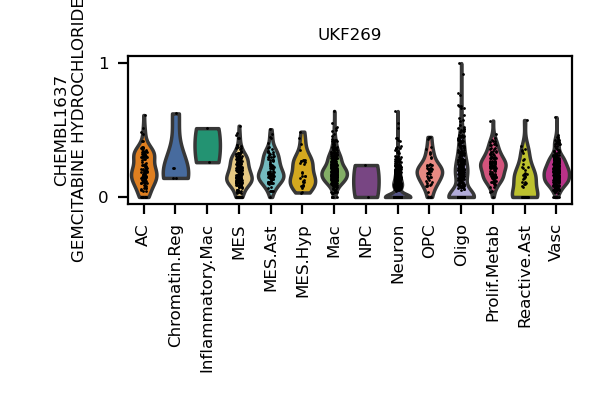 UKF269
CHEMBL1637
GEMCITABINE HYDROCHLORIDE
1
0
AC
Chromatin.Reg
Inflammatory.Mac
MES
MES.Ast
MES.Hyp
Mac
NPC
Neuron
OPC
Oligo
Prolif.Metab
Reactive.Ast
Vasc